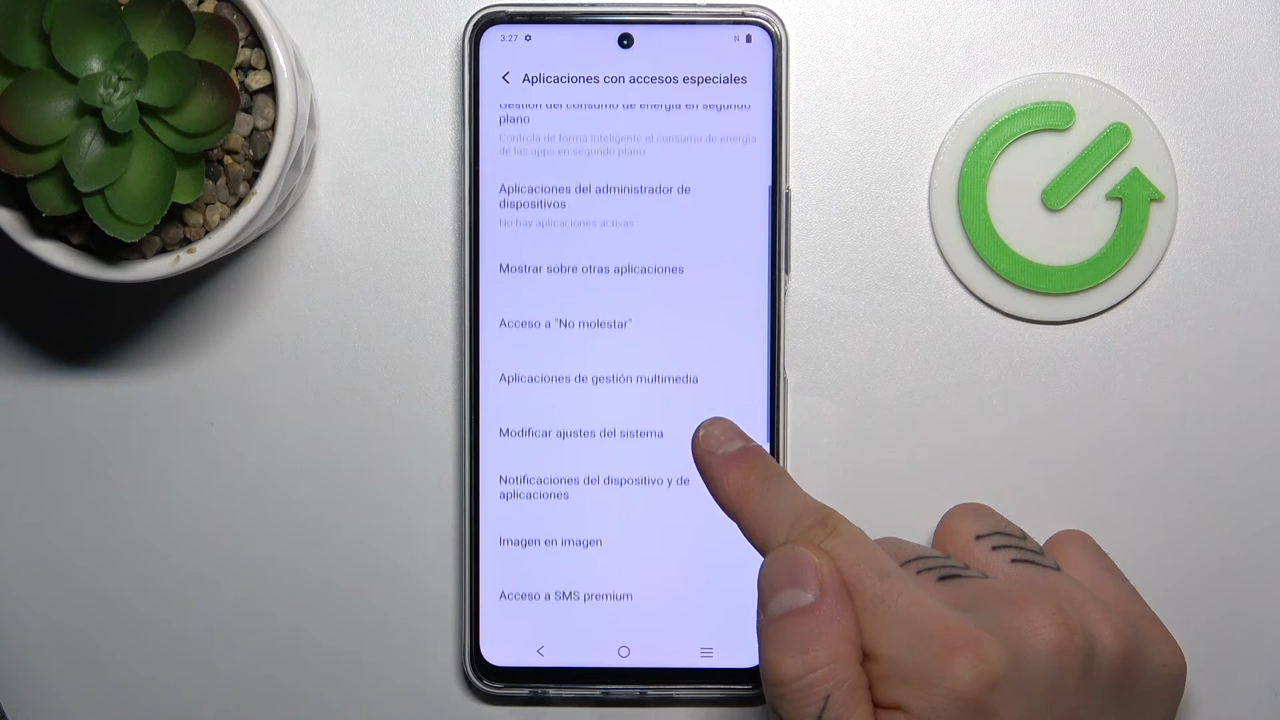 3:27
N
Aplicaciones con accesos especiales
Gestión del consumo de energía en segundo
plano
Controla de forma inteligente el consumo de energía
de las apps en segundo plano
Aplicaciones del administrador de
dispositivos
No hay aplicaciones activas
Mostrar sobre otras aplicaciones
Acceso a "No molestar"
Aplicaciones de gestión multimedia
Modificar ajustes del sistema
Notificaciones del dispositivo y de
aplicaciones
Imagen en imagen
Acceso a SMS premium